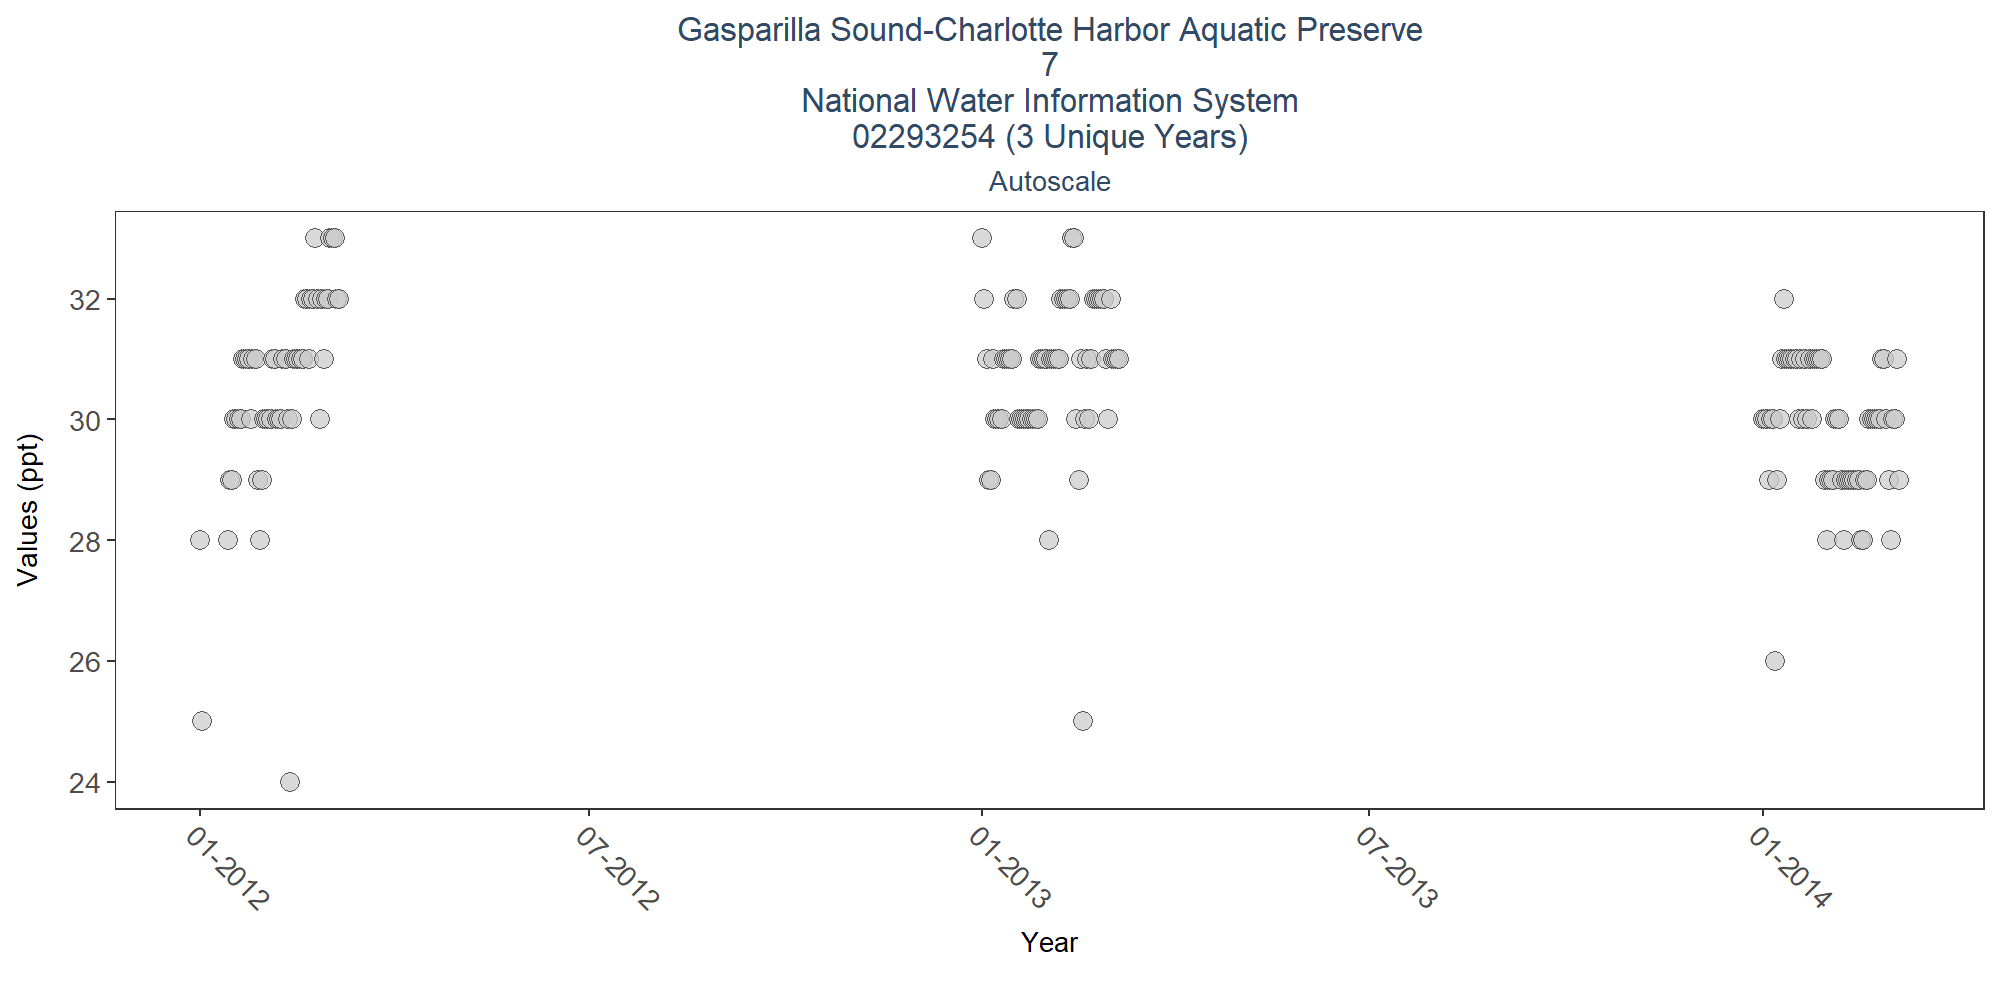 Gasparilla Sound-Charlotte Harbor Aquatic Preserve
7
National Water Information System
02293254 (3 Unique Years)
Autoscale
Values (ppt)
32
30
28
26
24
01-2012
07-2012
01-2013
07-2013
01-2014
Year